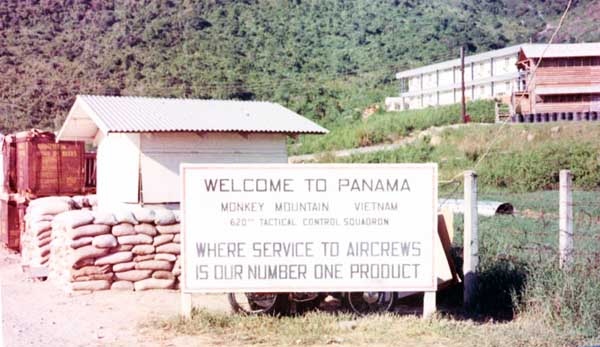 WELCOME TO PANAMA
MONKEY MOUNTAIN VIETNAM
620TH TACTICAL CONTROL SQUADRON
WHERE SERVICE TO AIRCREWS
IS OUR NUMBER ONE PRODUCT